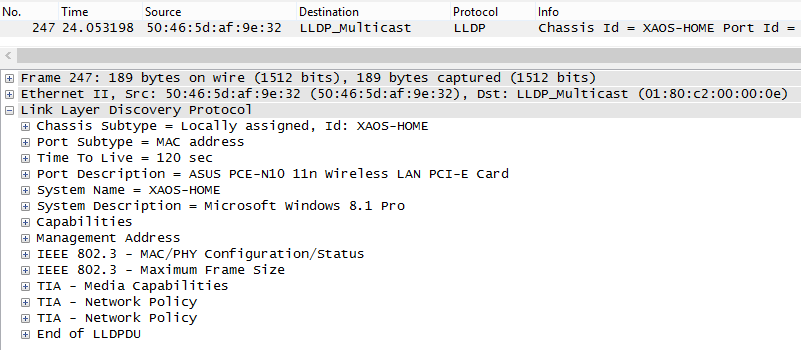 No. Time Source Destination Protocol Info
247 24.053198 50:46:5d:af:9e:32 LLDP_Multicast LLDP Chassis Id = XAOS-HOME Port Id =
Frame 247: 189 bytes on wire (1512 bits), 189 bytes captured (1512 bits)
Ethernet II, Src: 50:46:5d:af:9e:32 (50:46:5d:af:9e:32), Dst: LLDP_Multicast (01:80:c2:00:00:0e)
Link Layer Discovery Protocol
Chassis Subtype = Locally assigned, Id: XAOS-HOME
Port Subtype = MAC address
Time To Live = 120 sec
Port Description = ASUS PCE-N10 11n Wireless LAN PCI-E Card
System Name = XAOS-HOME
System Description = Microsoft Windows 8.1 Pro
Capabilities
Management Address
IEEE 802.3 - MAC/PHY Configuration/Status
IEEE 802.3 - Maximum Frame Size
TIA - Media Capabilities
TIA - Network Policy
TIA - Network Policy
End of LLDPDU